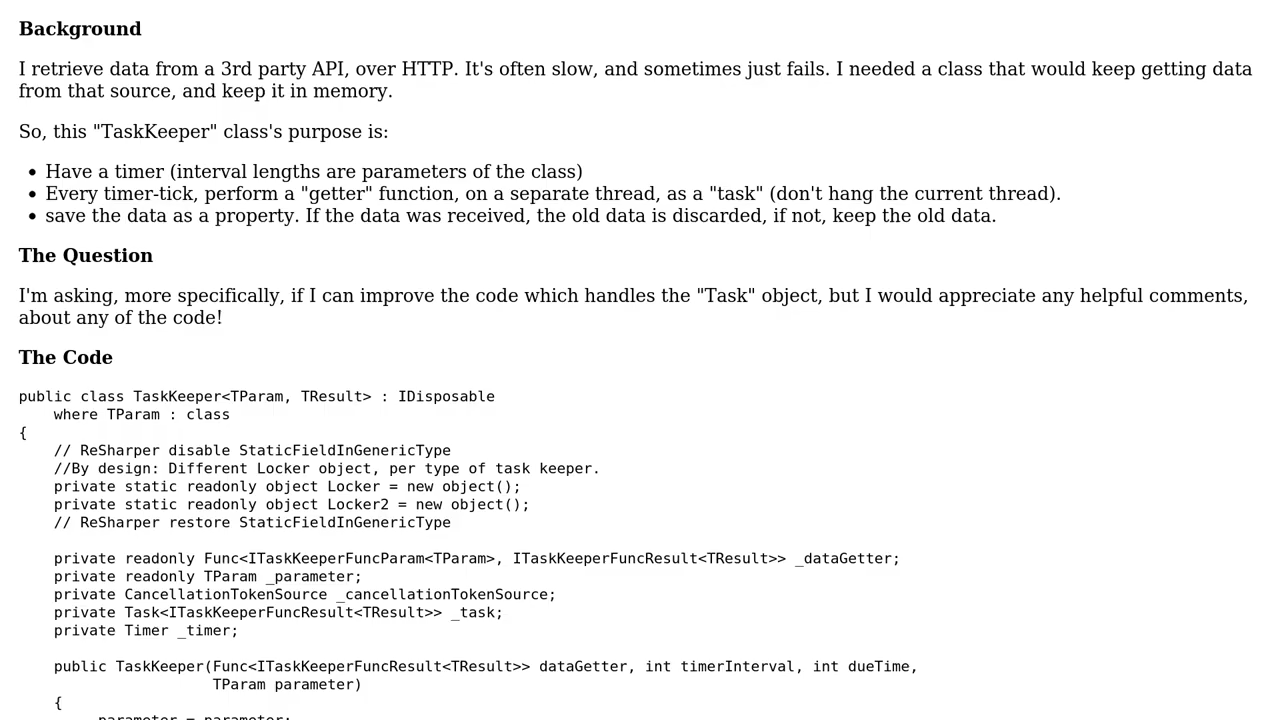 Background
I retrieve data from a 3rd party API, over HTTP. It's often slow, and sometimes just fails. I needed a class that would keep getting data
from that source, and keep it in memory.
So, this "TaskKeeper" class's purpose is:
• Have a timer (interval lengths are parameters of the class)
• Every timer-tick, perform a "getter" function, on a separate thread, as a "task" (don't hang the current thread).
• save the data as a property. If the data was received, the old data is discarded, if not, keep the old data.
The Question
I'm asking, more specifically, if I can improve the code which handles the "Task" object, but I would appreciate any helpful comments,
about any of the code!
The Code
public class TaskKeeper<TParam, TResult> : IDisposable
    where TParam : class
{
    // ReSharper disable StaticFieldInGenericType
    //By design: Different Locker object, per type of task keeper.
    private static readonly object Locker = new object();
    private static readonly object Locker2 = new object();
    // ReSharper restore StaticFieldInGenericType
    private readonly Func<ITaskKeeperFuncParam<TParam>, ITaskKeeperFuncResult<TResult>> _dataGetter;
    private readonly TParam _parameter;
    private CancellationTokenSource _cancellationTokenSource;
    private Task<ITaskKeeperFuncResult<TResult>> _task;
    private Timer _timer;
    public TaskKeeper(Func<ITaskKeeperFuncResult<TResult>> dataGetter, int timerInterval, int dueTime,
                      TParam parameter)
    {
        parameter = parameter;